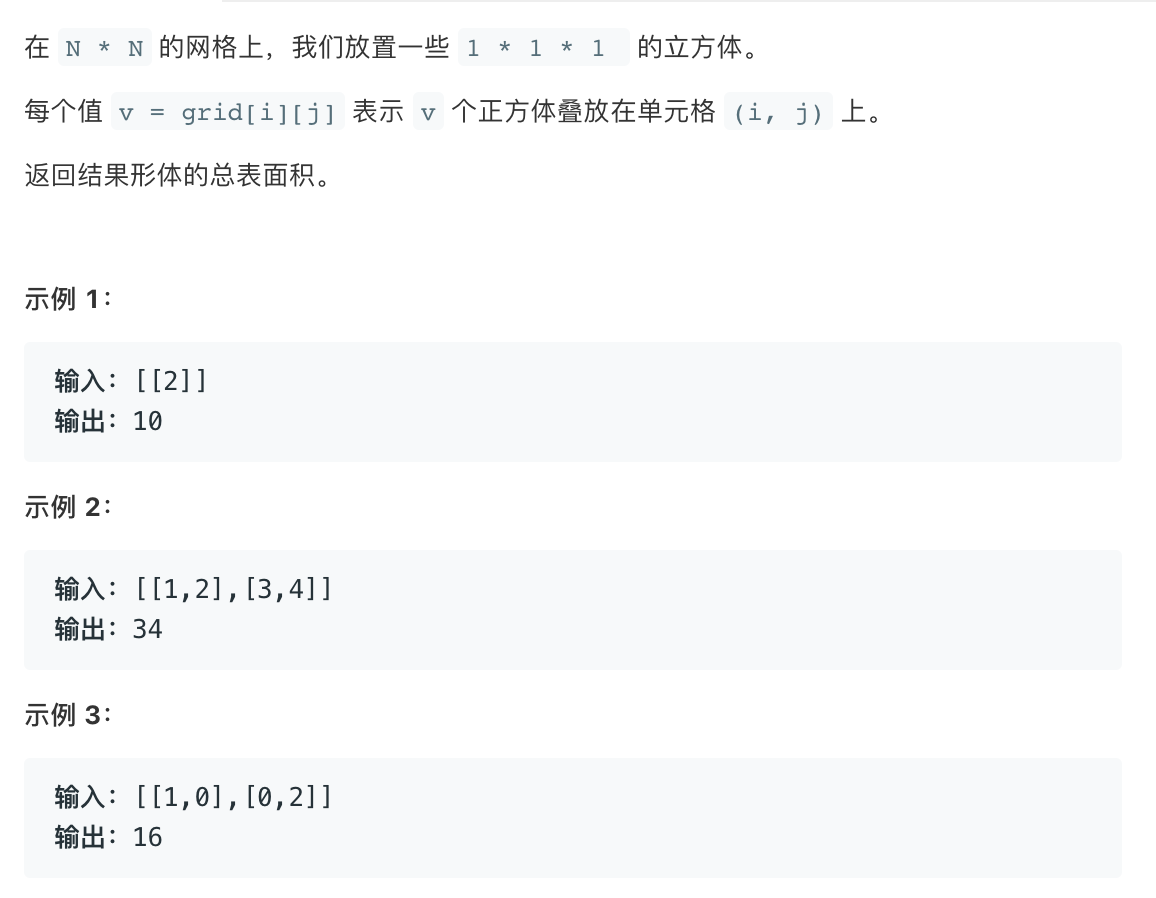 在 N * N 的网格上，我们放置一些 1 * 1 * 1 的立方体。
每个值 v = grid[i][j] 表示 v 个正方体叠放在单元格 (i, j) 上。
返回结果形体的总表面积。
示例 1：
输入：[[2]]
输出：10
示例 2：
输入：[[1,2],[3,4]]
输出：34
示例 3：
输入：[[1,0],[0,2]]
输出：16